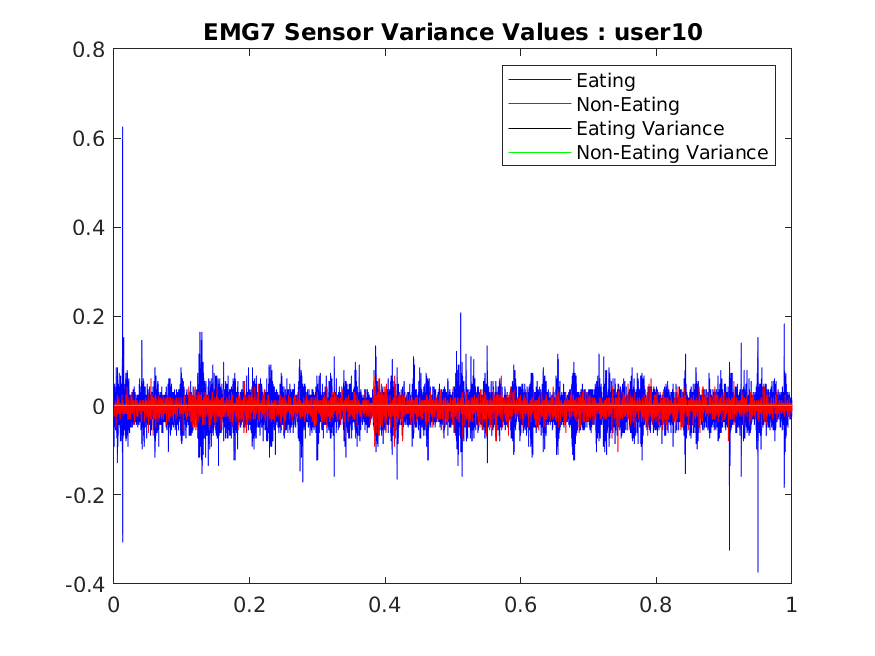 EMG7 Sensor Variance Values : user10
0.8
0.6
0.4
0.2
0
-0.2
-0.4
0 0.2 0.4 0.6 0.8 1
Eating
Non-Eating
Eating Variance
Non-Eating Variance